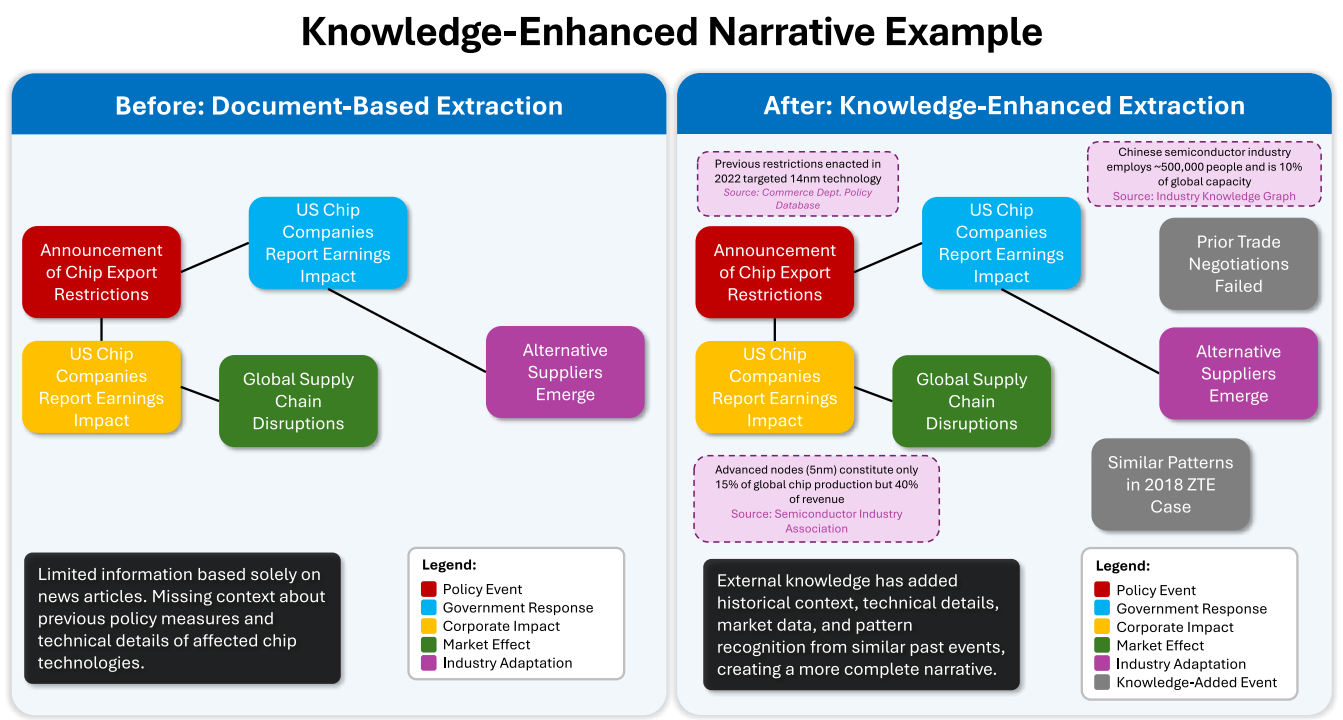 Knowledge-Enhanced Narrative Example
Before: Document-Based Extraction
US Chip
Companies
Report Earnings
Impact
Announcement
of Chip Export
Restrictions
US Chip
Companies
Report Earnings
Impact
Global Supply
Chain
Disruptions
Alternative
Suppliers
Emerge
Limited information based solely on
news articles. Missing context about
previous policy measures and
technical details of affected chip
technologies.
Legend:
Policy Event
Government Response
Corporate Impact
Market Effect
Industry Adaptation
After: Knowledge-Enhanced Extraction
Previous restrictions enacted in
2022 targeted 14nm technology
Source: Commerce Dept. Policy
Database
Chinese semiconductor industry
employs ~500,000 people and is 10%
of global capacity
Source: Industry Knowledge Graph
US Chip
Companies
Report Earnings
Impact
Announcement
of Chip Export
Restrictions
Prior Trade
Negotiations
Failed
US Chip
Companies
Report Earnings
Impact
Global Supply
Chain
Disruptions
Alternative
Suppliers
Emerge
Advanced nodes (5nm) constitute only
15% of global chip production but 40%
of revenue
Source: Semiconductor Industry
Association
Similar Patterns
in 2018 ZTE
Case
External knowledge has added
historical context, technical details,
market data, and pattern
recognition from similar past events,
creating a more complete narrative.
Legend:
Policy Event
Government Response
Corporate Impact
Market Effect
Industry Adaptation
Knowledge-Added Event